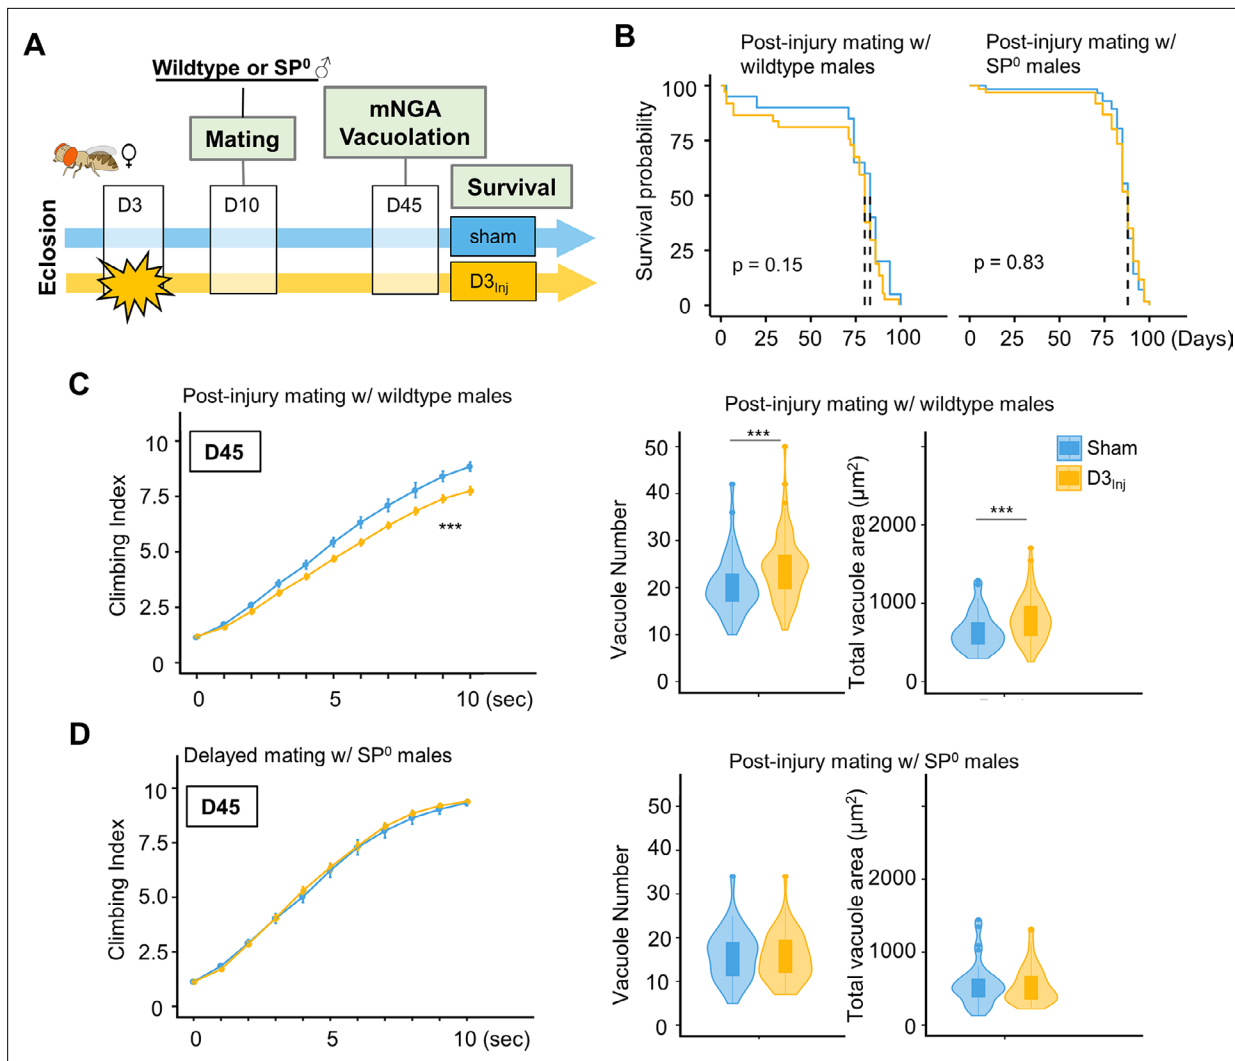 A
Wildtype or SP⁰ ♂
Mating
mNGA
Vacuolation
Survival
♀
D3
D10
D45
Eclosion
sham
D3Inj
B
Post-injury mating w/
wildtype males
Post-injury mating w/
SP⁰ males
Survival probability
100
75
50
25
0
p = 0.15
p = 0.83
0 25 50 75 100
0 25 50 75 100 (Days)
C
Post-injury mating w/ wildtype males
D45
Climbing Index
10
7.5
5.0
2.5
0
***
0 5 10 (sec)
Post-injury mating w/ wildtype males
Vacuole Number
50
40
30
20
10
0
***
Total vacuole area (µm²)
2000
1000
0
***
Sham
D3Inj
D
Delayed mating w/ SP⁰ males
D45
Climbing Index
10
7.5
5.0
2.5
0
0 5 10 (sec)
Post-injury mating w/ SP⁰ males
Vacuole Number
50
40
30
20
10
0
Total vacuole area (µm²)
2000
1000
0